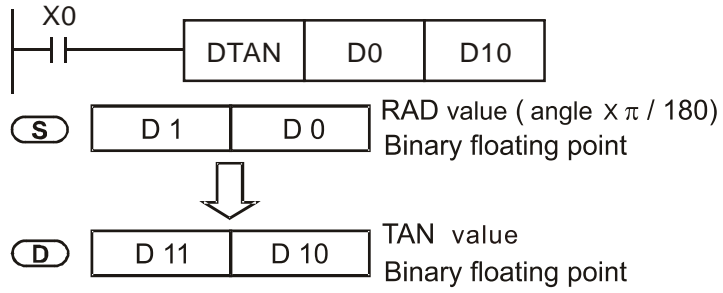 X0
DTAN D0 D10
S D 1 D 0 RAD value ( angle x π / 180)
Binary floating point
D D 11 D 10 TAN value
Binary floating point